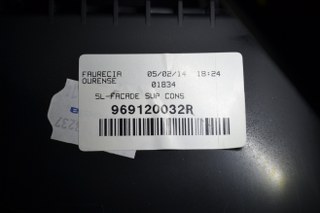 FAURECIA 05/02/14 18:24
OURENSE 01834
SL-FACADE SUP CONS
969120032R